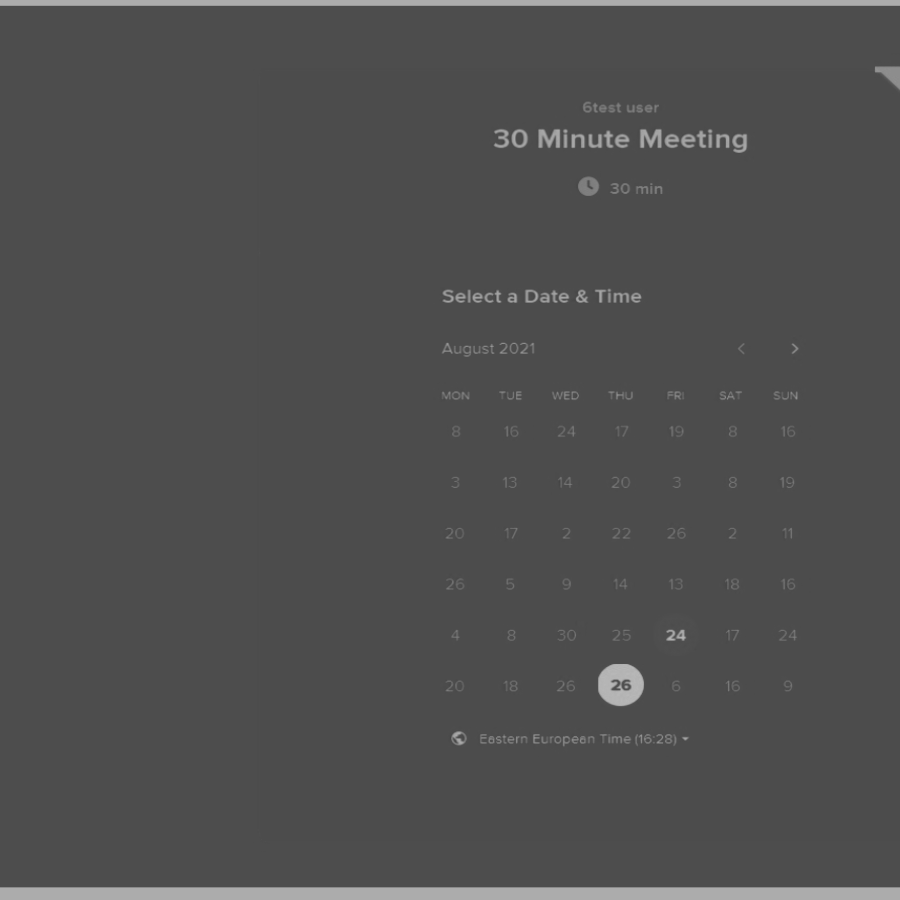 6test user
30 Minute Meeting
30 min
Select a Date & Time
August 2021
MON TUE WED THU FRI SAT SUN
8 16 24 17 19 8 16
3 13 14 20 3 8 19
20 17 2 22 26 2 11
26 5 9 14 13 18 16
4 8 30 25 24 17 24
20 18 26 26 6 16 9
Eastern European Time (16:28)